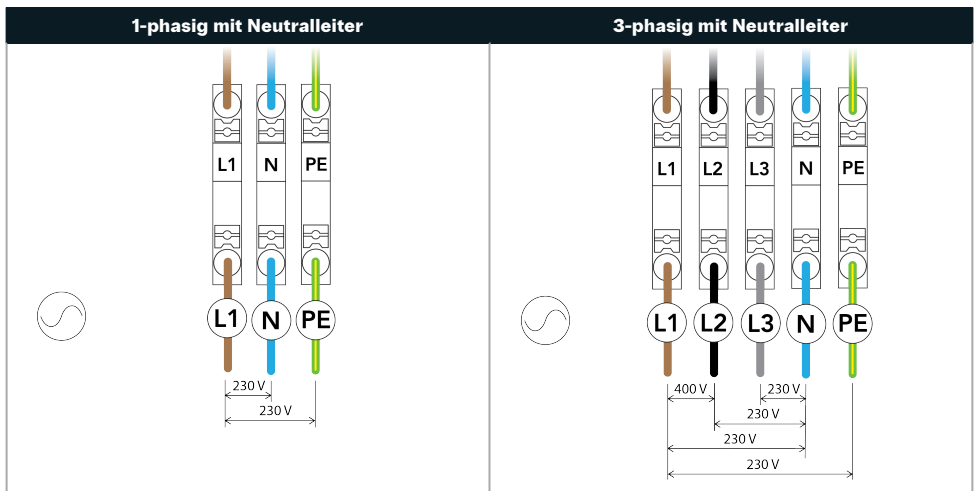 1-phasig mit Neutralleiter
L1 N PE
L1 N PE
230 V
230 V
3-phasig mit Neutralleiter
L1 L2 L3 N PE
L1 L2 L3 N PE
400 V 230 V
230 V
230 V
230 V